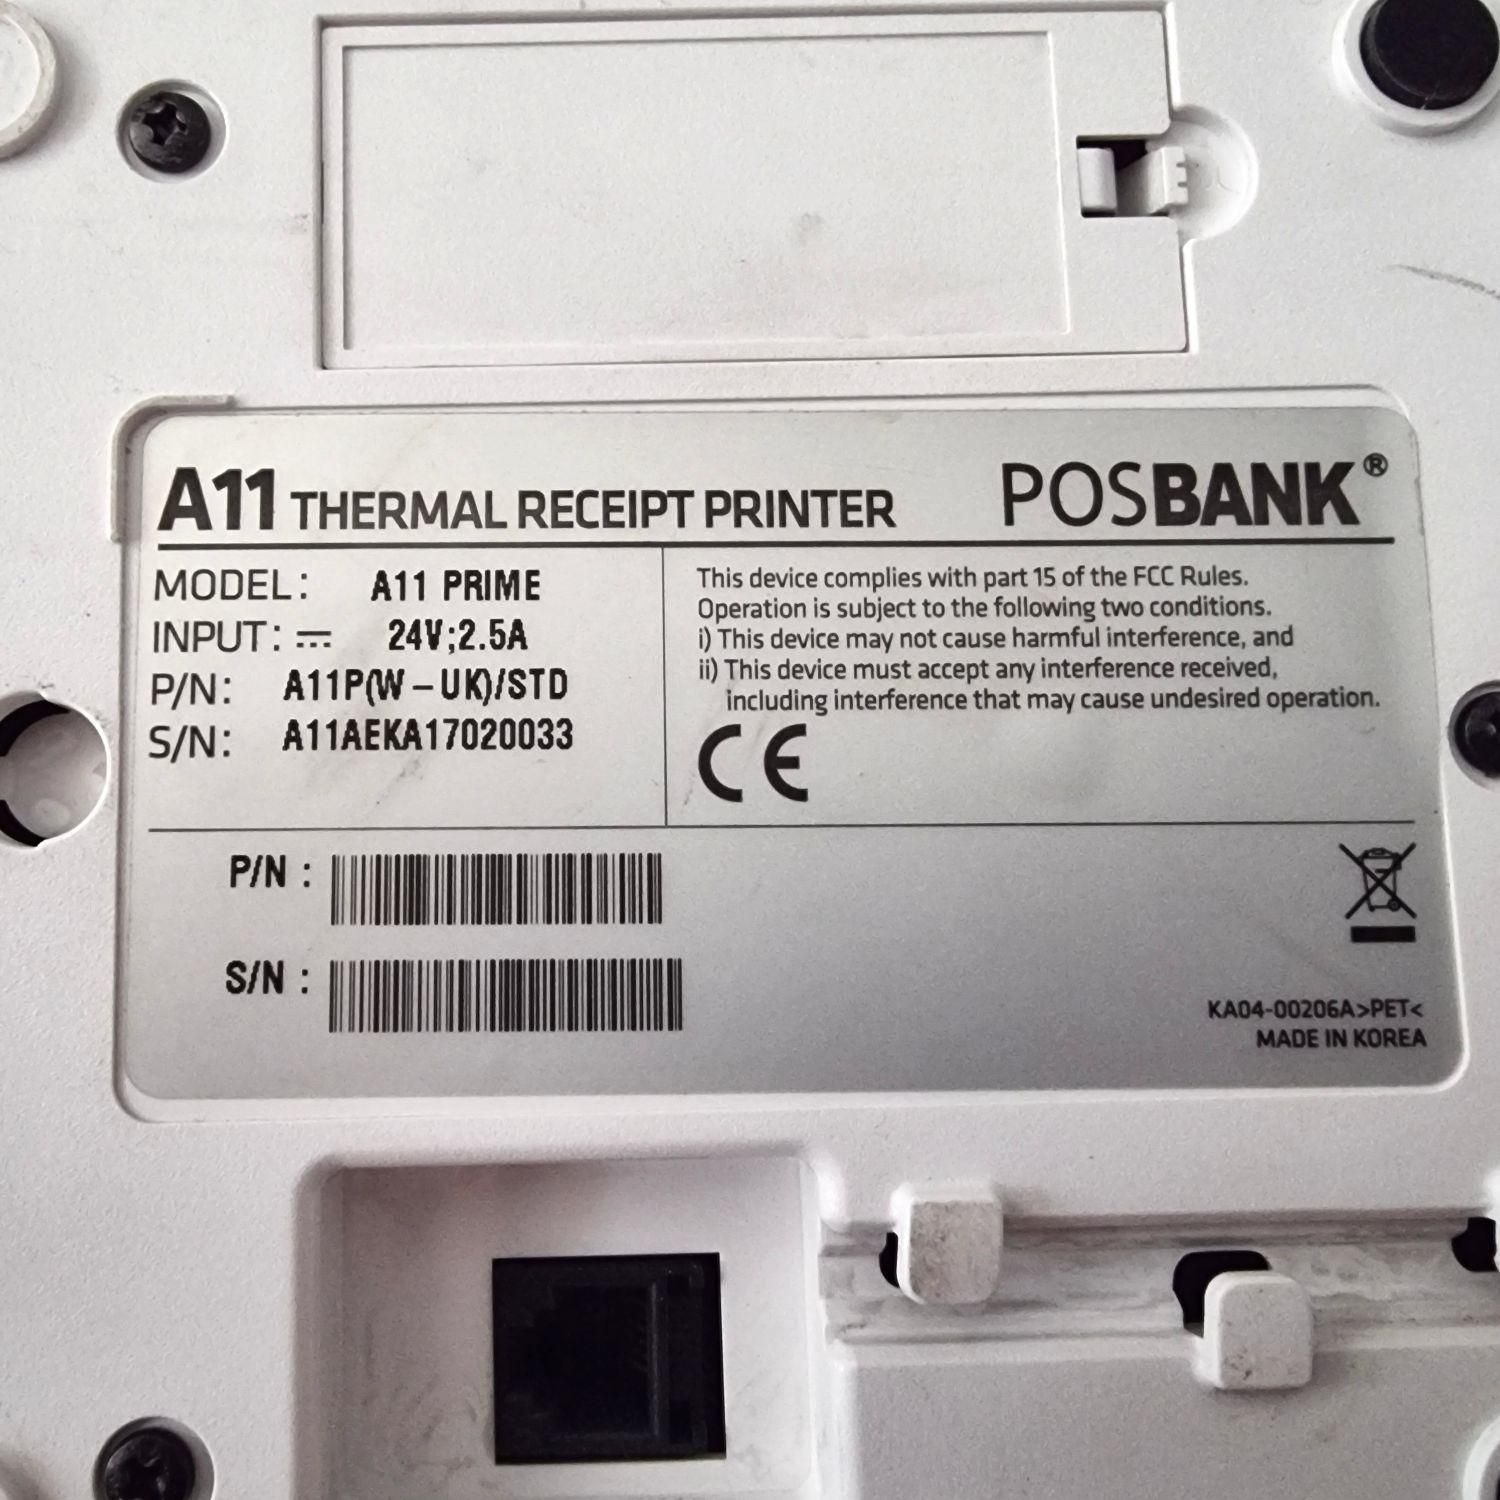 A11 THERMAL RECEIPT PRINTER
POSBANK®
MODEL: A11 PRIME
INPUT: ⎓ 24V;2.5A
P/N: A11P(W-UK)/STD
S/N: A11AEKA17020033
This device complies with part 15 of the FCC Rules.
Operation is subject to the following two conditions.
i) This device may not cause harmful interference, and
ii) This device must accept any interference received,
including interference that may cause undesired operation.
CE
P/N :
S/N :
KA04-00206A>PET<
MADE IN KOREA